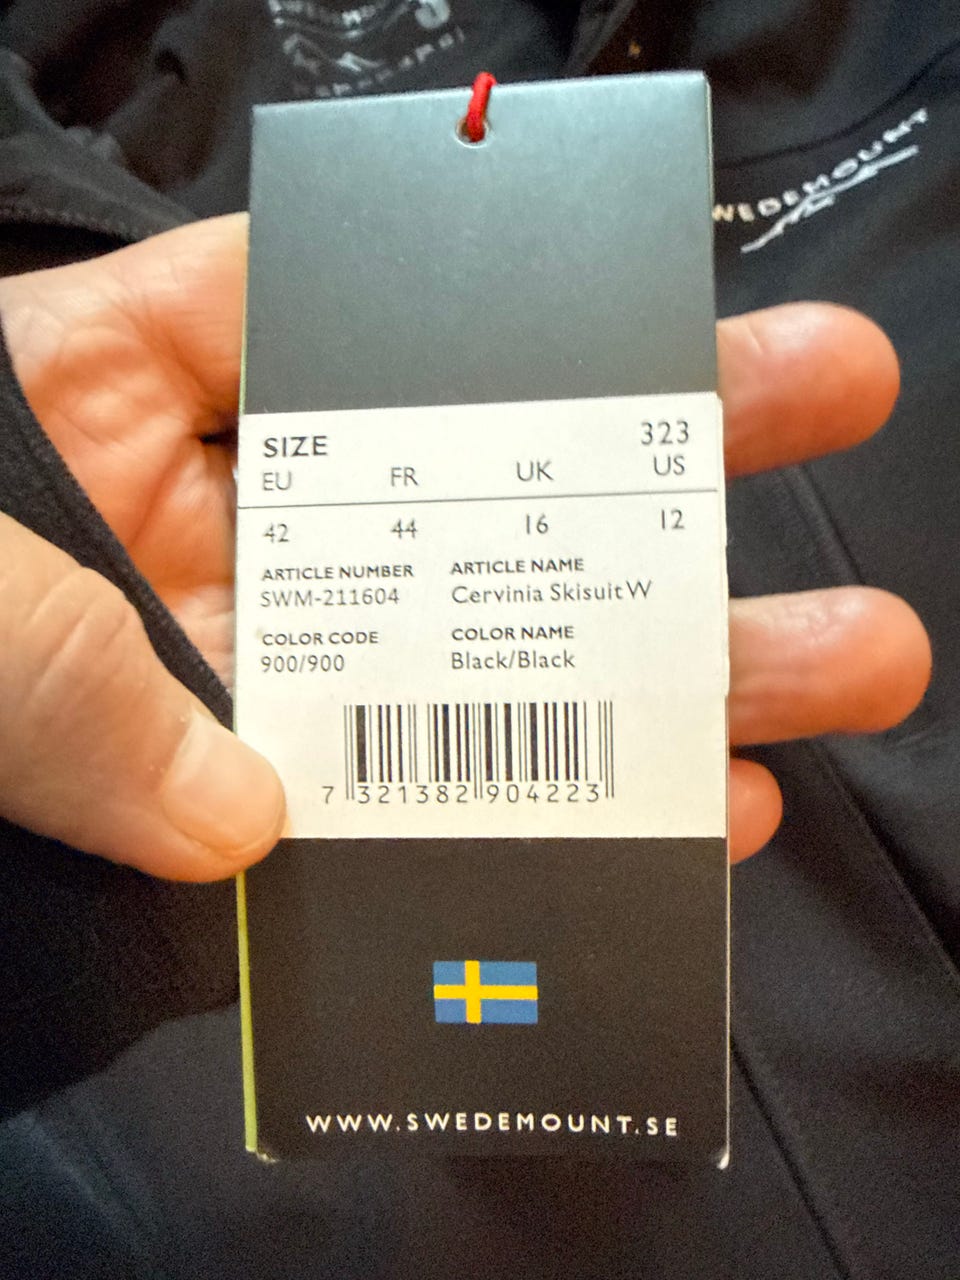 WEDEMOUNT
SIZE 323
EU FR UK US
42 44 16 12
ARTICLE NUMBER ARTICLE NAME
SWM-211604 Cervinia Skisuit W
COLOR CODE COLOR NAME
900/900 Black/Black
7 321382 904223
WWW.SWEDEMOUNT.SE